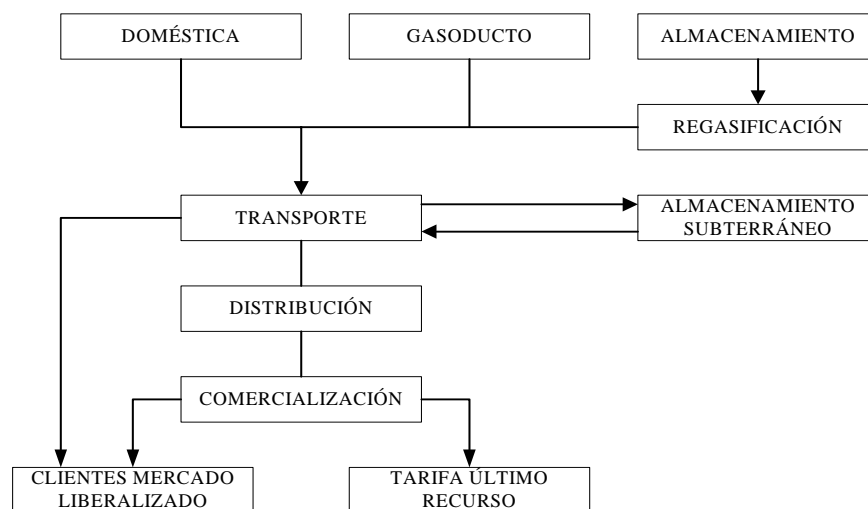 DOMÉSTICA
GASODUCTO
ALMACENAMIENTO
REGASIFICACIÓN
TRANSPORTE
ALMACENAMIENTO
SUBTERRÁNEO
DISTRIBUCIÓN
COMERCIALIZACIÓN
CLIENTES MERCADO
LIBERALIZADO
TARIFA ÚLTIMO
RECURSO